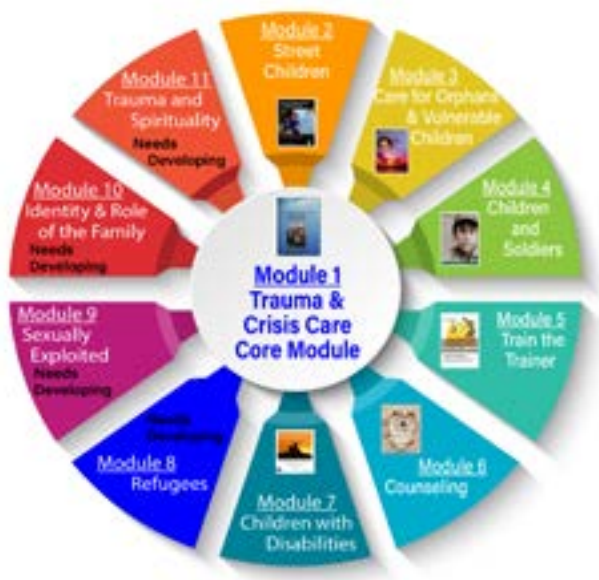 Module 1
Trauma &
Crisis Care
Core Module
Module 2
Street
Children
Module 3
Care for Orphans
& Vulnerable
Children
Module 4
Children
and
Soldiers
Module 5
Train the
Trainer
Module 6
Counseling
Module 7
Children with
Disabilities
Needs
Developing
Module 8
Refugees
Module 9
Sexually
Exploited
Needs
Developing
Module 10
Identity & Role
of the Family
Needs
Developing
Module 11
Trauma and
Spirituality
Needs
Developing